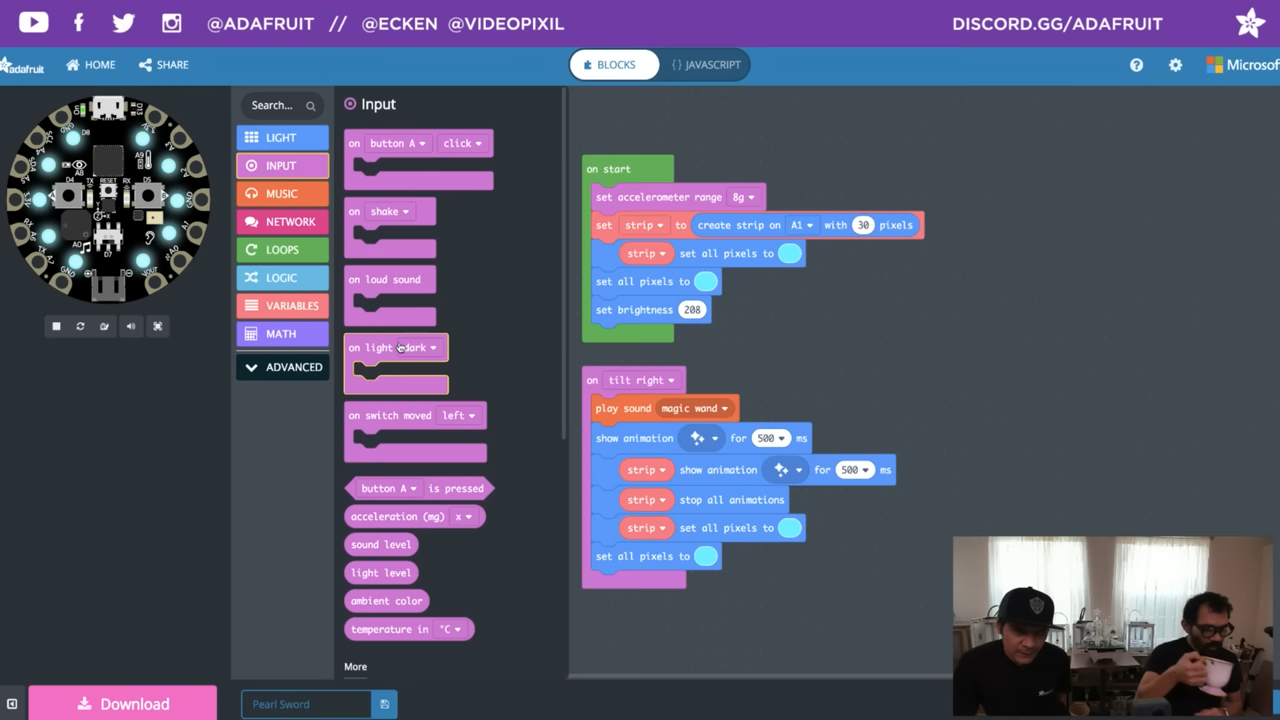 @ADAFRUIT // @ECKEN @VIDEOPIXIL
DISCORD.GG/ADAFRUIT
adafruit
HOME
SHARE
BLOCKS
{} JAVASCRIPT
Microsof
Search...
LIGHT
INPUT
MUSIC
NETWORK
LOOPS
LOGIC
VARIABLES
MATH
ADVANCED
Input
on button A click
on shake
on loud sound
on light dark
on switch moved left
button A is pressed
acceleration (mg) x
sound level
light level
ambient color
temperature in °C
More
on start
set accelerometer range 8g
set strip to create strip on A1 with 30 pixels
strip set all pixels to
set all pixels to
set brightness 208
on tilt right
play sound magic wand
show animation for 500 ms
strip show animation for 500 ms
strip stop all animations
strip set all pixels to
set all pixels to
Download
Pearl Sword